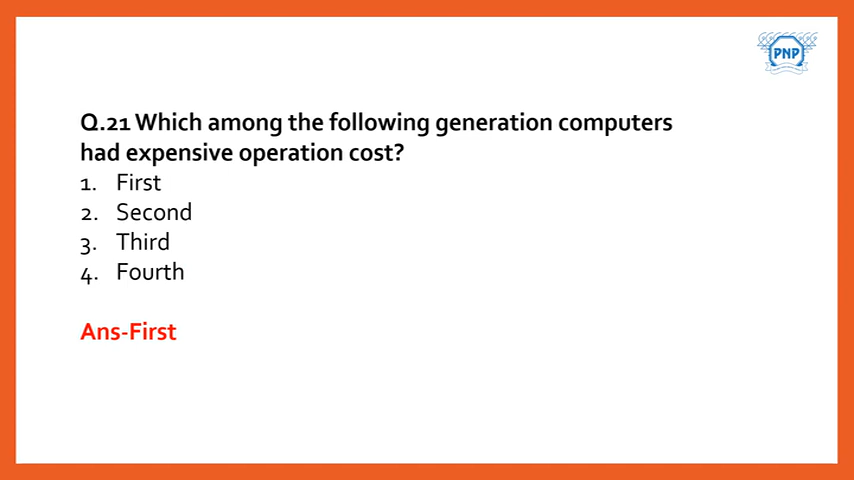 PNP
Q.21 Which among the following generation computers
had expensive operation cost?
1. First
2. Second
3. Third
4. Fourth
Ans-First